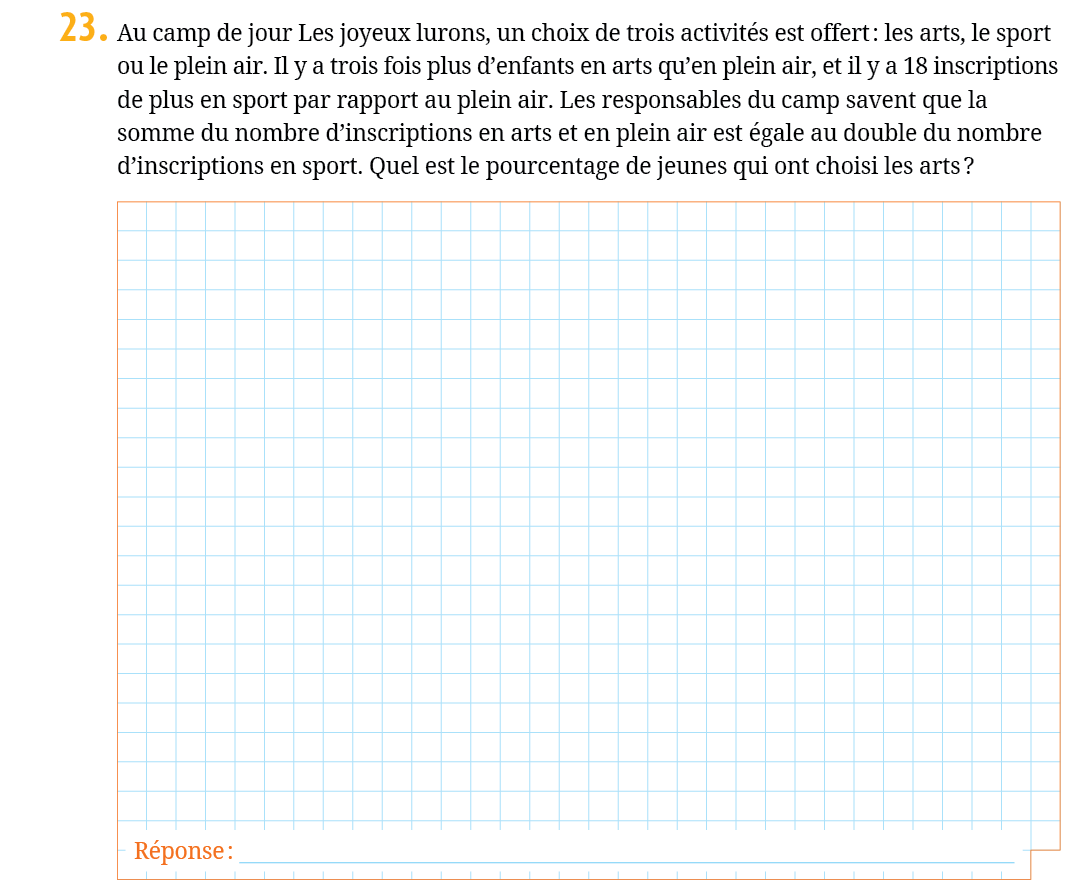 23. Au camp de jour Les joyeux lurons, un choix de trois activités est offert : les arts, le sport
ou le plein air. Il y a trois fois plus d’enfants en arts qu’en plein air, et il y a 18 inscriptions
de plus en sport par rapport au plein air. Les responsables du camp savent que la
somme du nombre d’inscriptions en arts et en plein air est égale au double du nombre
d’inscriptions en sport. Quel est le pourcentage de jeunes qui ont choisi les arts ?
Réponse :